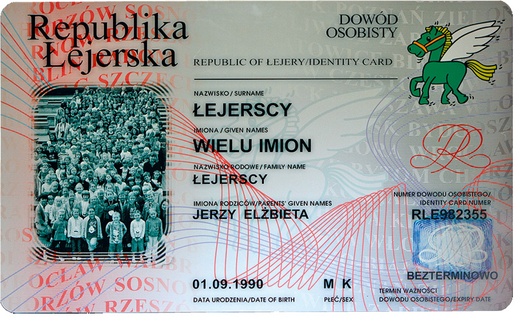 Republika
Łejerska
DOWÓD
OSOBISTY
REPUBLIC OF LEJERY/IDENTITY CARD
NAZWISKO / SURNAME
ŁEJERSCY
IMIONA / GIVEN NAMES
WIELU IMION
NAZWISKO RODOWE / FAMILY NAME
ŁEJERSCY
IMIONA RODZICÓW/PARENTS' GIVEN NAMES
JERZY ELŻBIETA
NUMER DOWODU OSOBISTEGO/
IDENTITY CARD NUMBER
RLE982355
01.09.1990
M K
DATA URODZENIA/DATE OF BIRTH
PŁEĆ/SEX
BEZTERMINOWO
TERMIN WAŻNOŚCI
DOWODU OSOBISTEGO/EXPIRY DATE